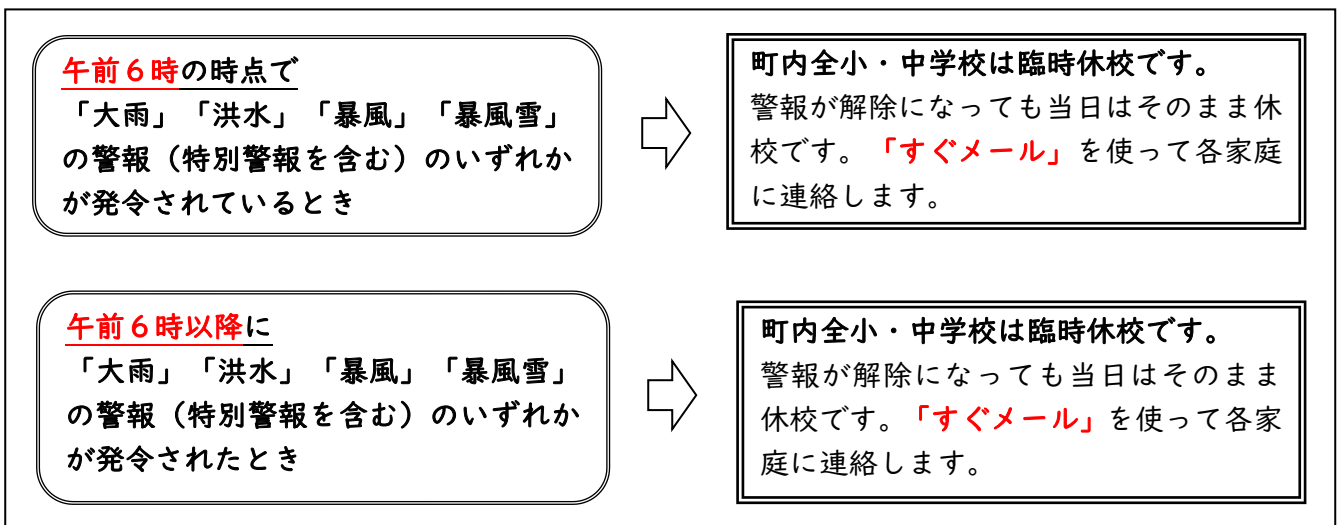 午前６時の時点で
「大雨」「洪水」「暴風」「暴風雪」
の警報（特別警報を含む）のいずれか
が発令されているとき
町内全小・中学校は臨時休校です。
警報が解除になっても当日はそのまま休
校です。「すぐメール」を使って各家庭
に連絡します。
午前６時以降に
「大雨」「洪水」「暴風」「暴風雪」
の警報（特別警報を含む）のいずれか
が発令されたとき
町内全小・中学校は臨時休校です。
警報が解除になっても当日はそのまま
休校です。「すぐメール」を使って各家
庭に連絡します。